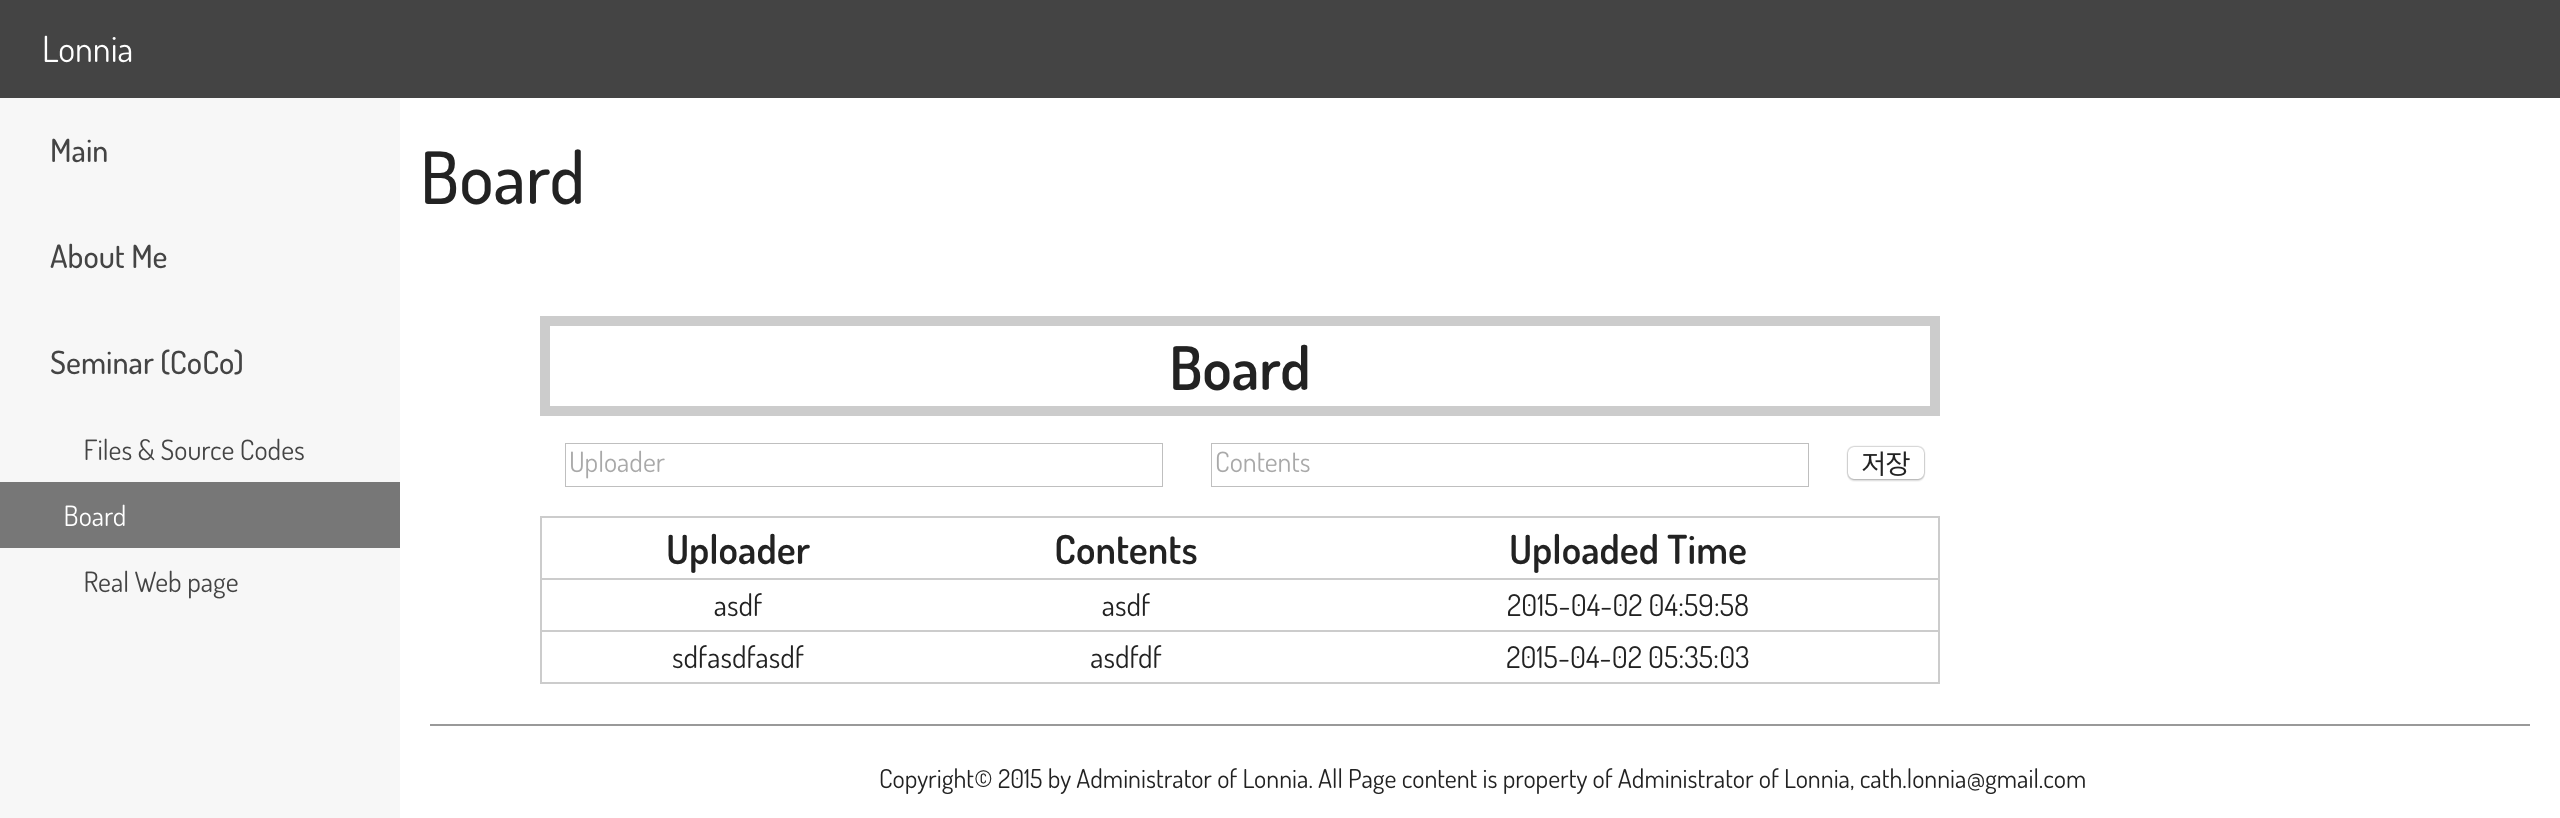 Lonnia
Main
About Me
Seminar (CoCo)
Files & Source Codes
Board
Real Web page
Board
Board
Uploader Contents 저장
Uploader Contents Uploaded Time
asdf asdf 2015-04-02 04:59:58
sdfasdfasdf asdfdf 2015-04-02 05:35:03
Copyright© 2015 by Administrator of Lonnia. All Page content is property of Administrator of Lonnia, cath.lonnia@gmail.com